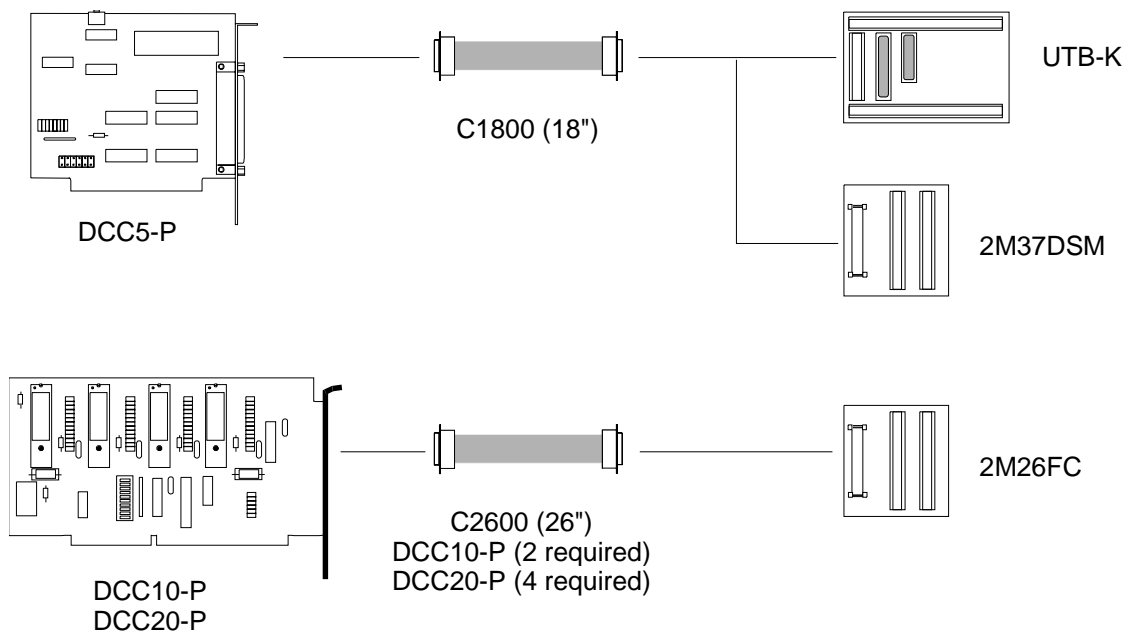 UTB-K
C1800 (18")
DCC5-P
2M37DSM
2M26FC
C2600 (26")
DCC10-P (2 required)
DCC20-P (4 required)
DCC10-P
DCC20-P